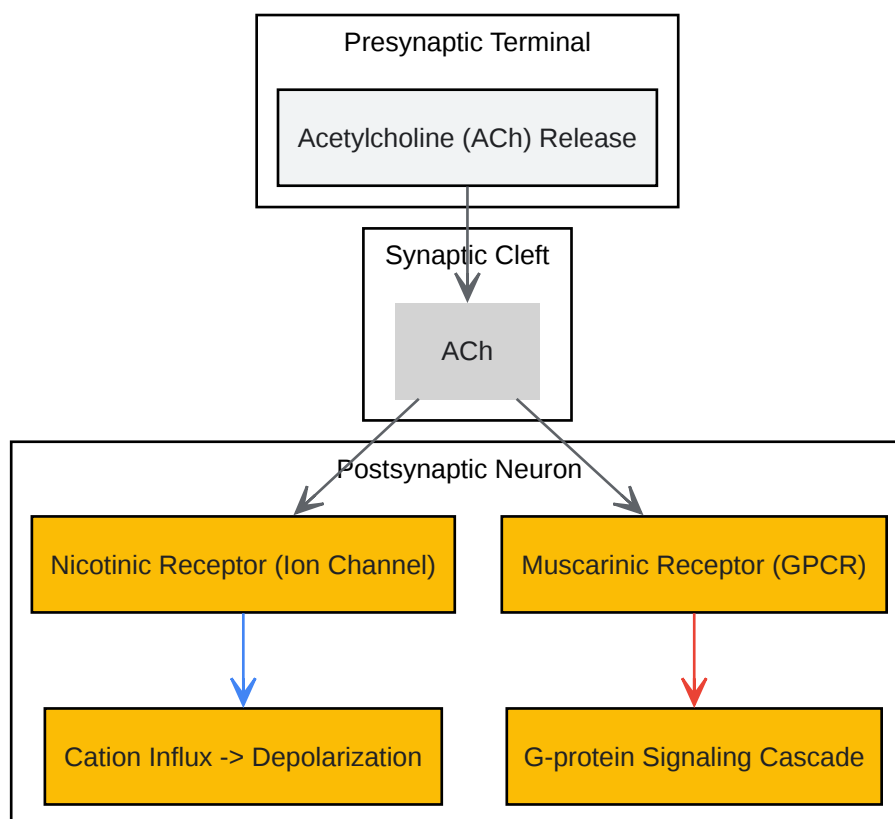 Presynaptic Terminal
Acetylcholine (ACh) Release
Synaptic Cleft
ACh
Postsynaptic Neuron
Nicotinic Receptor (Ion Channel)
Muscarinic Receptor (GPCR)
Cation Influx -> Depolarization
G-protein Signaling Cascade